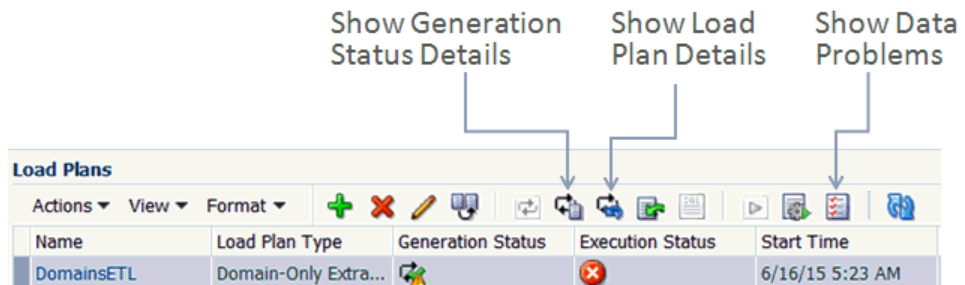 Show Generation Status Details
Show Load Plan Details
Show Data Problems
Load Plans
Actions View Format
Name Load Plan Type Generation Status Execution Status Start Time
DomainsETL Domain-Only Extra... 6/16/15 5:23 AM